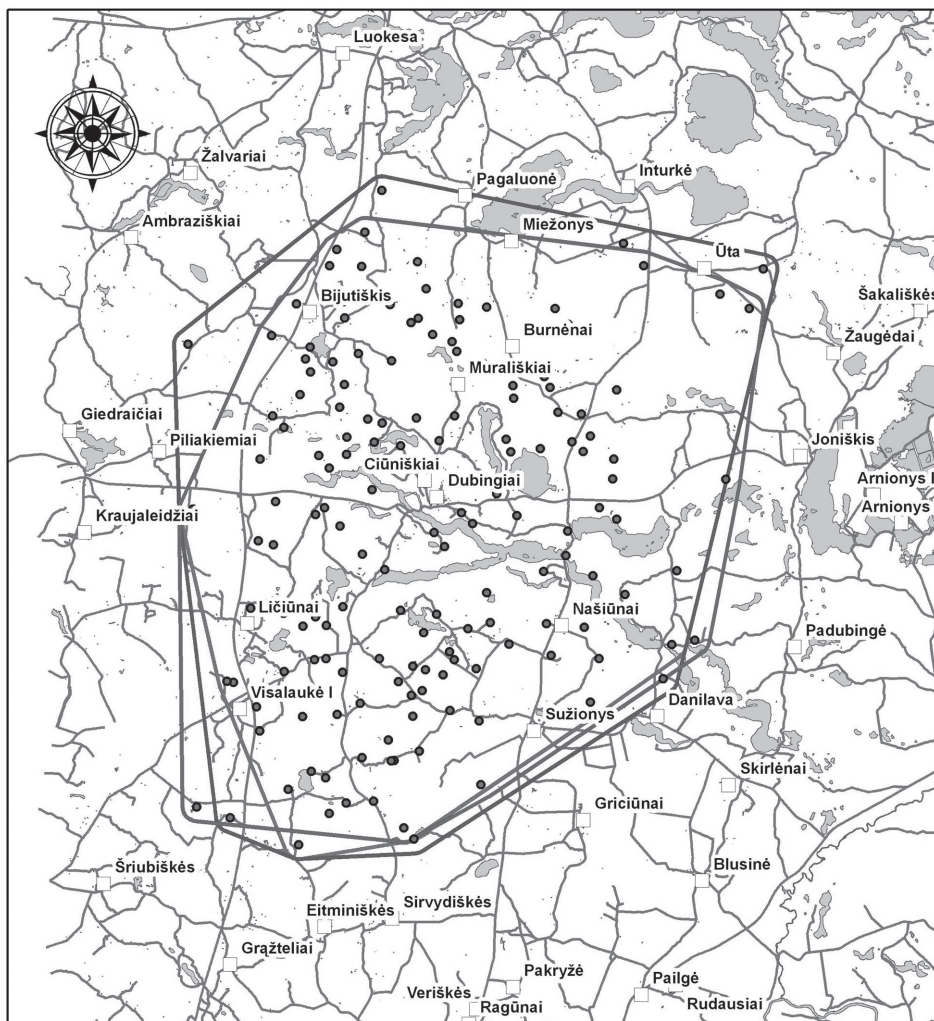 Luokesa
Žalvariai
Pagaluonė
Inturkė
Ambraziškiai
Miežonys
Ūta
Šakališkės
Bijutiškis
Burnėnai
Žaugėdai
Murališkiai
Giedraičiai
Piliakiemiai
Joniškis
Ciūniškiai
Dubingiai
Arnionys I
Arnionys
Kraujaleidžiai
Ličiūnai
Našiūnai
Padubingė
Visalaukė I
Danilava
Sužionys
Skirlėnai
Griciūnai
Šriubiškės
Blusinė
Eitminiškės
Sirvydiškės
Grąžteliai
Pakryžė
Pailgė
Veriškės
Ragūnai
Rudausiai